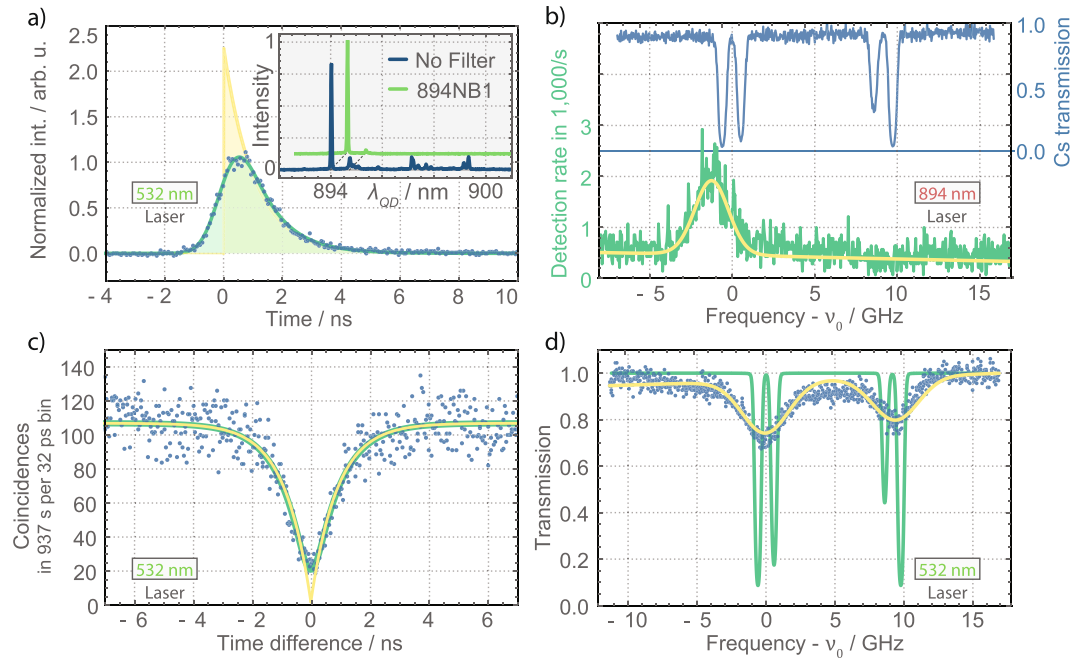 a)
Normalized int. / arb. u.
2.5
2.0
1.5
1.0
0.5
0.0
- 4
- 2
0
2
4
6
8
10
Time / ns
532 nm
Laser
Intensity
1
0
No Filter
894NB1
894
λQD / nm
900
b)
Detection rate in 1,000/s
3
2
1
0
Cs transmission
1.0
0.5
0.0
894 nm
Laser
- 5
0
5
10
15
Frequency - ν0 / GHz
c)
Coincidences
in 937 s per 32 ps bin
140
120
100
80
60
40
20
0
532 nm
Laser
- 6
- 4
- 2
0
2
4
6
Time difference / ns
d)
Transmission
1.0
0.8
0.6
0.4
0.2
0.0
532 nm
Laser
- 10
- 5
0
5
10
15
Frequency - ν0 / GHz